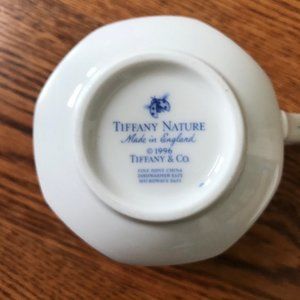 TIFFANY NATURE
Made in England
© 1996
TIFFANY & CO.
FINE BONE CHINA
DISHWASHER SAFE
MICROWAVE SAFE